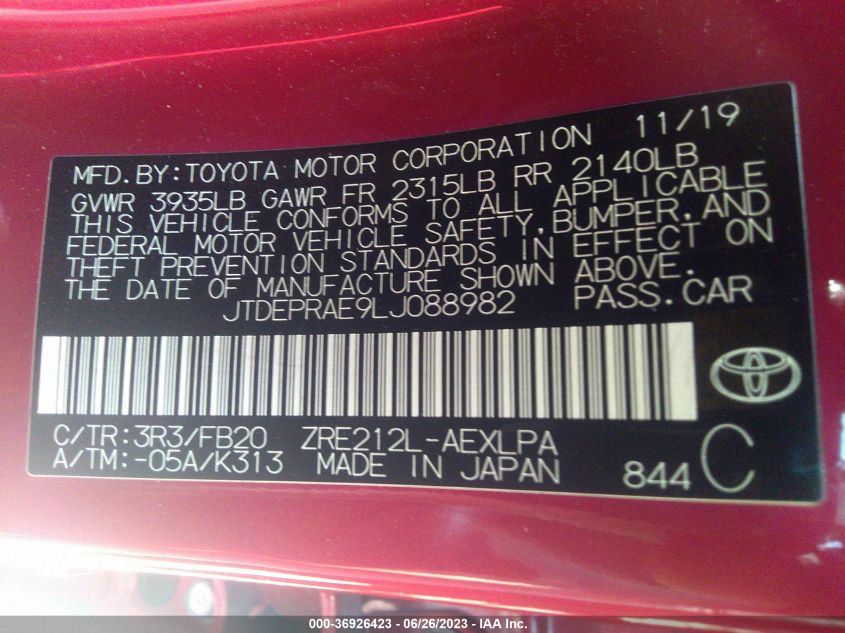 MFD.BY:TOYOTA MOTOR CORPORATION 11/19
GVWR 3935LB GAWR FR 2315LB RR 2140LB
THIS VEHICLE CONFORMS TO ALL APPLICABLE
FEDERAL MOTOR VEHICLE SAFETY,BUMPER,AND
THEFT PREVENTION STANDARDS IN EFFECT ON
THE DATE OF MANUFACTURE SHOWN ABOVE.
JTDEPRAE9LJ088982 PASS.CAR
C/TR:3R3/FB20 ZRE212L-AEXLPA
A/TM:-05A/K313 MADE IN JAPAN 844 C
000-36926423 - 06/26/2023 - IAA Inc.